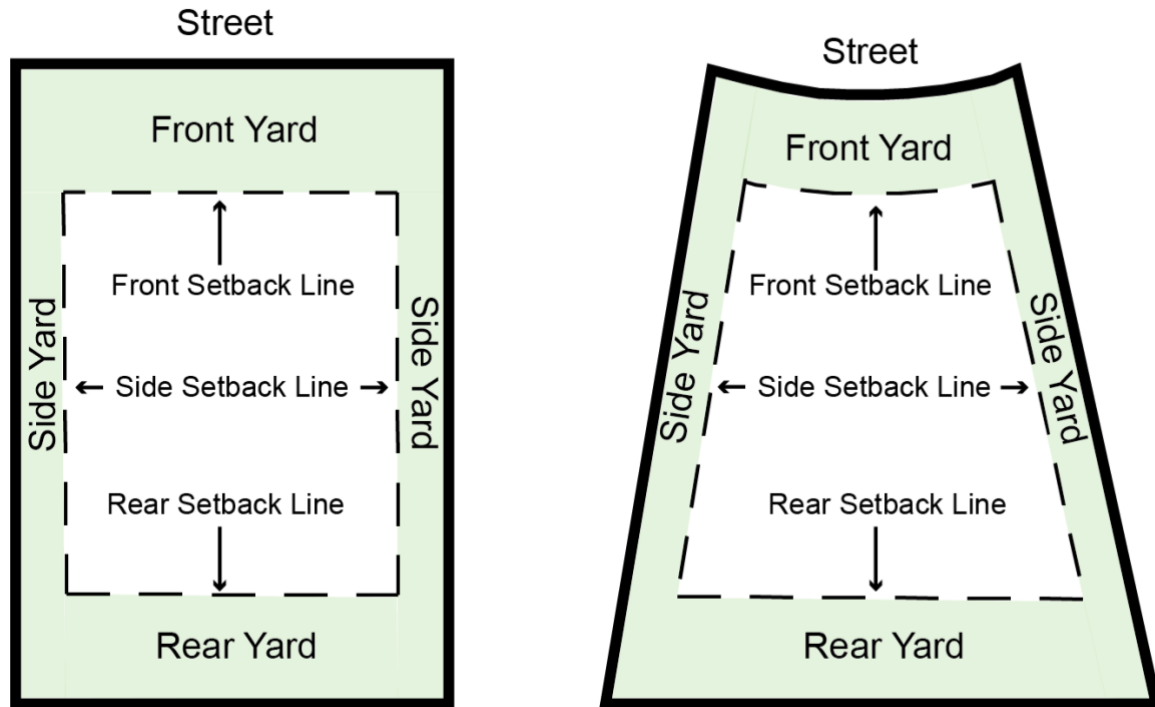 Street
Front Yard
Front Setback Line
Side Yard
Side Setback Line
Side Yard
Rear Setback Line
Rear Yard
Street
Front Yard
Front Setback Line
Side Yard
Side Setback Line
Side Yard
Rear Setback Line
Rear Yard